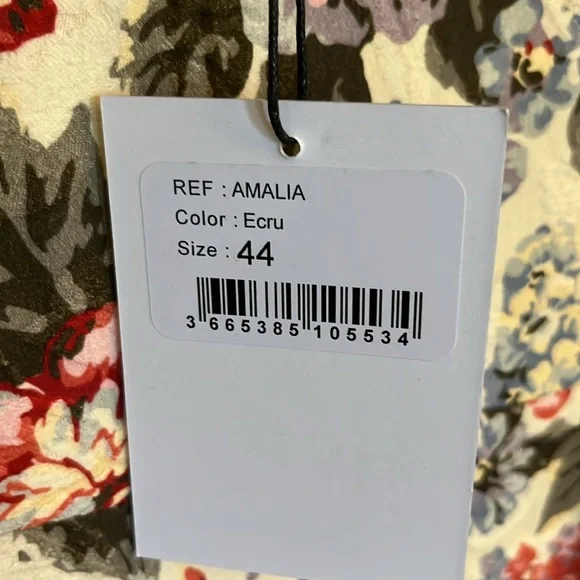 REF : AMALIA
Color : Ecru
Size : 44
3 665385 105534